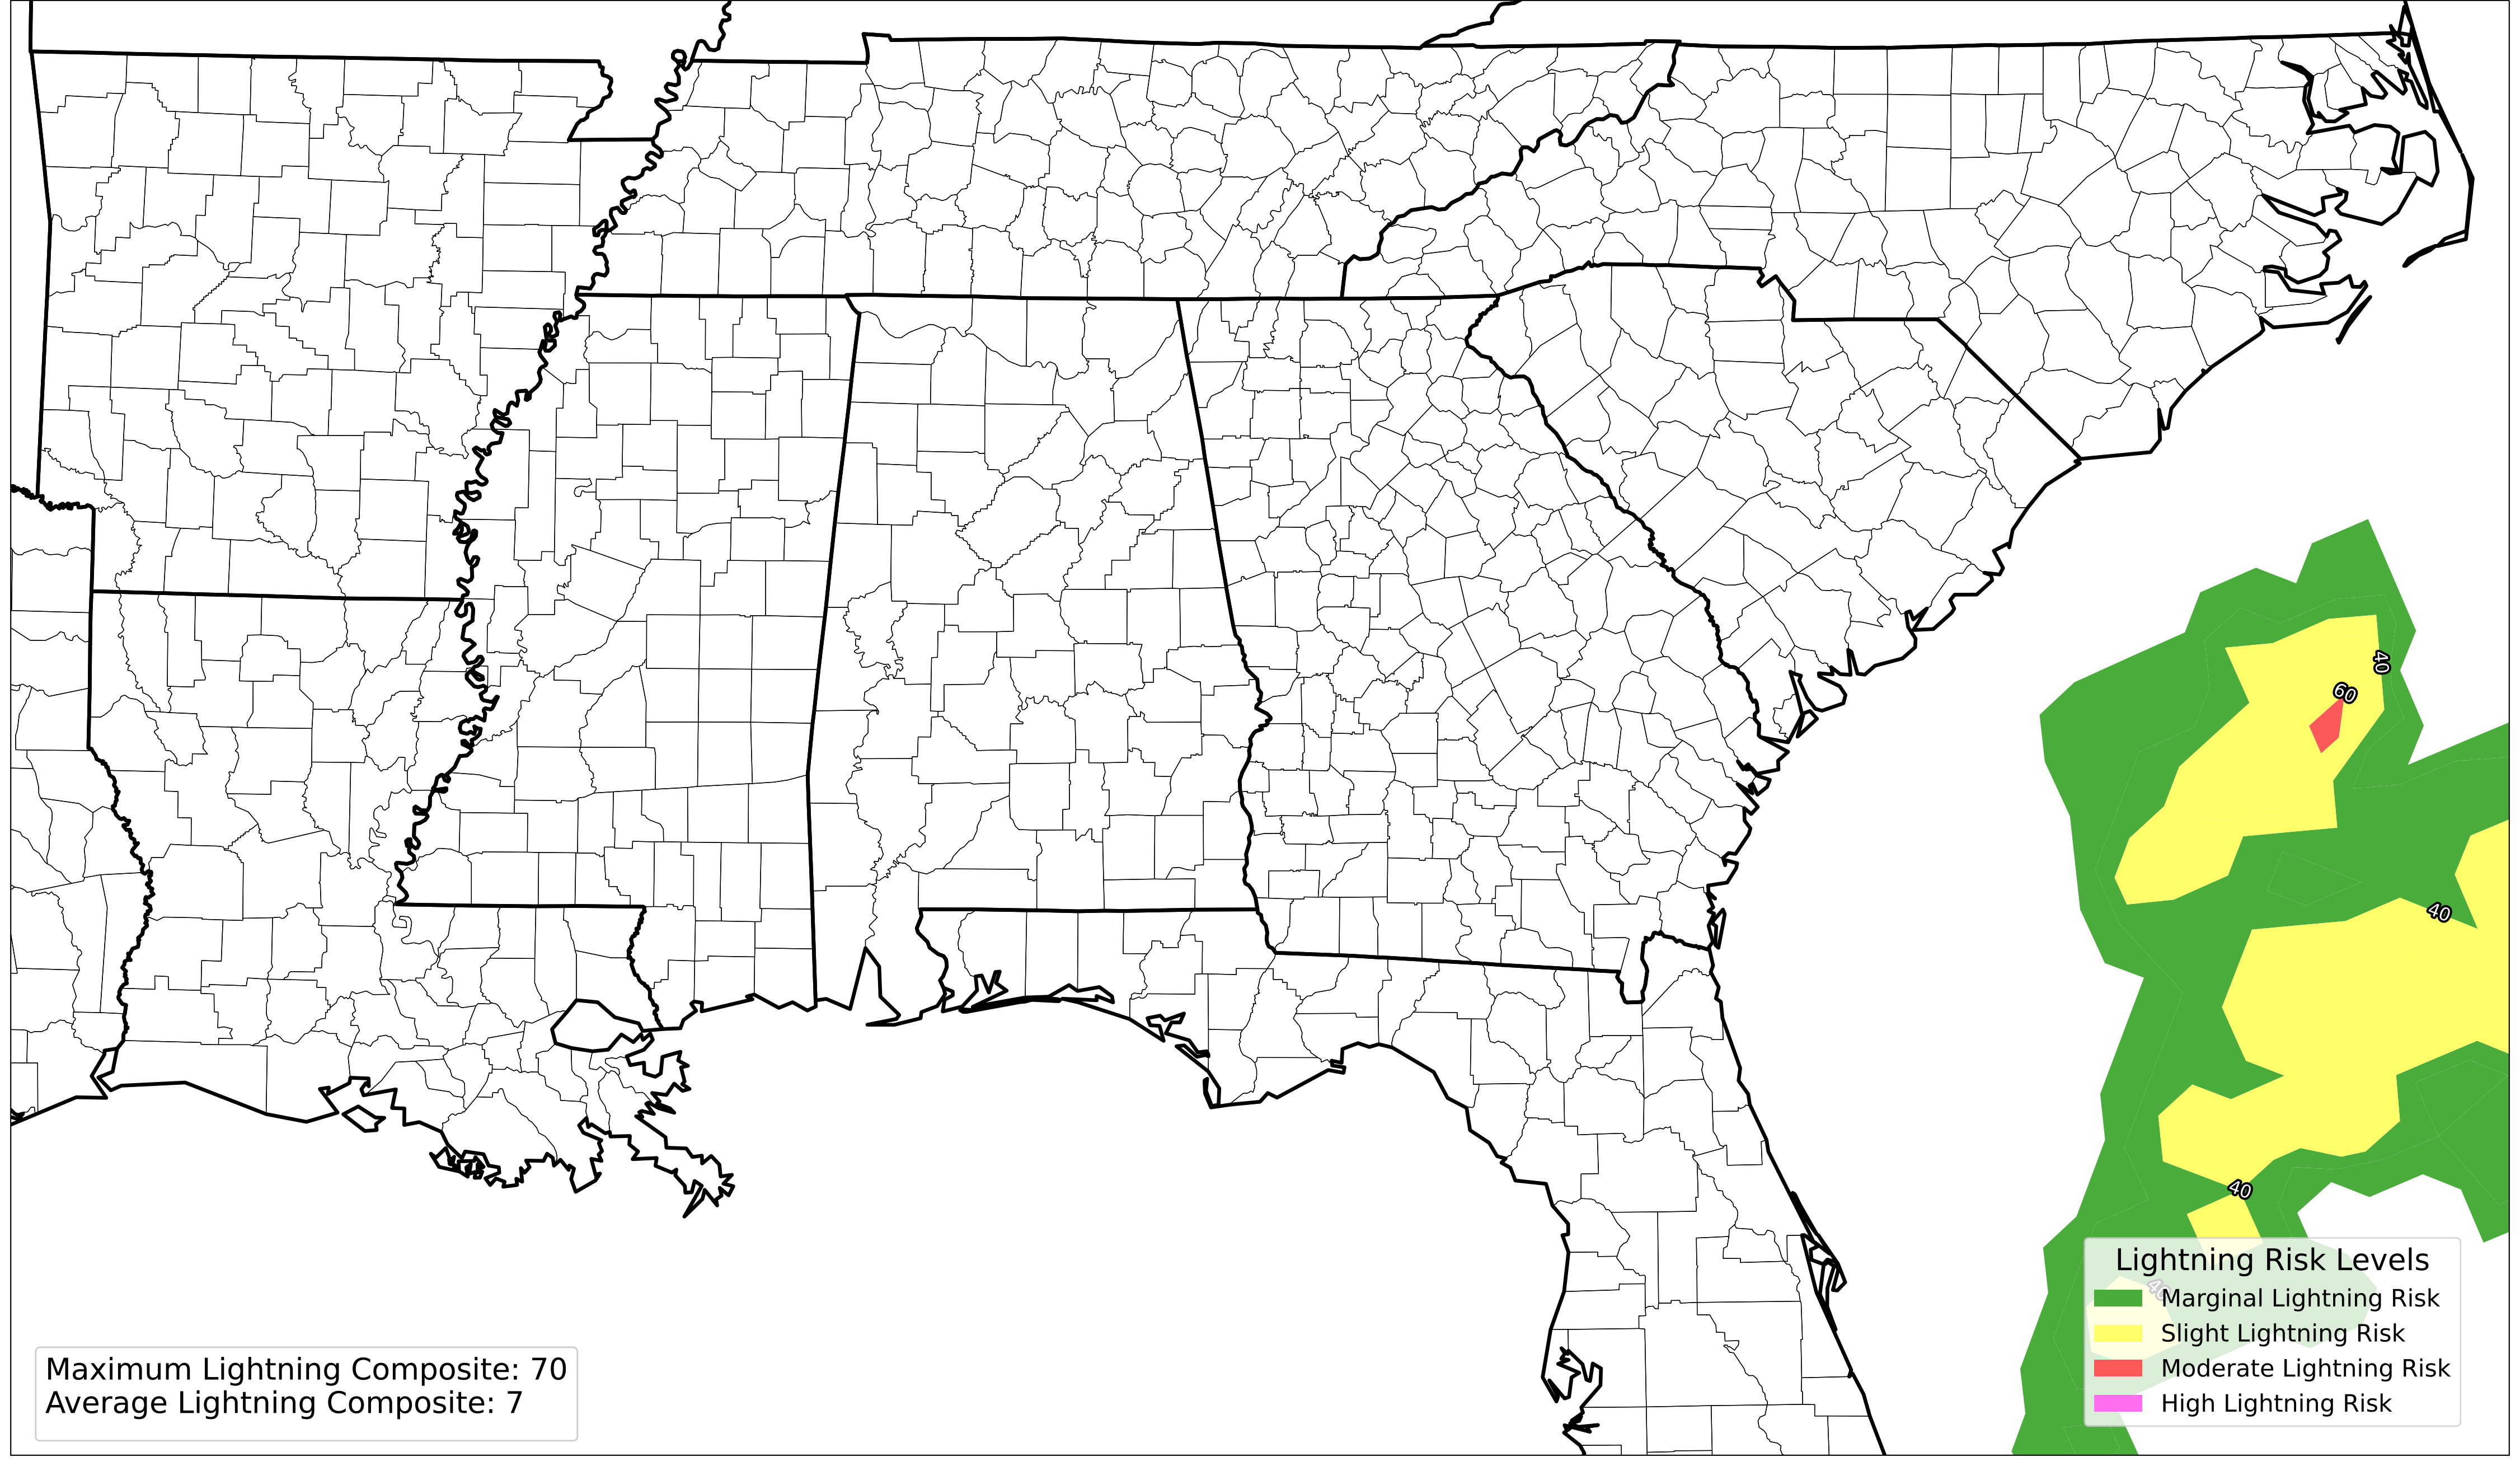 40
60
40
40
40
Lightning Risk Levels
Marginal Lightning Risk
Slight Lightning Risk
Moderate Lightning Risk
High Lightning Risk
Maximum Lightning Composite: 70
Average Lightning Composite: 7